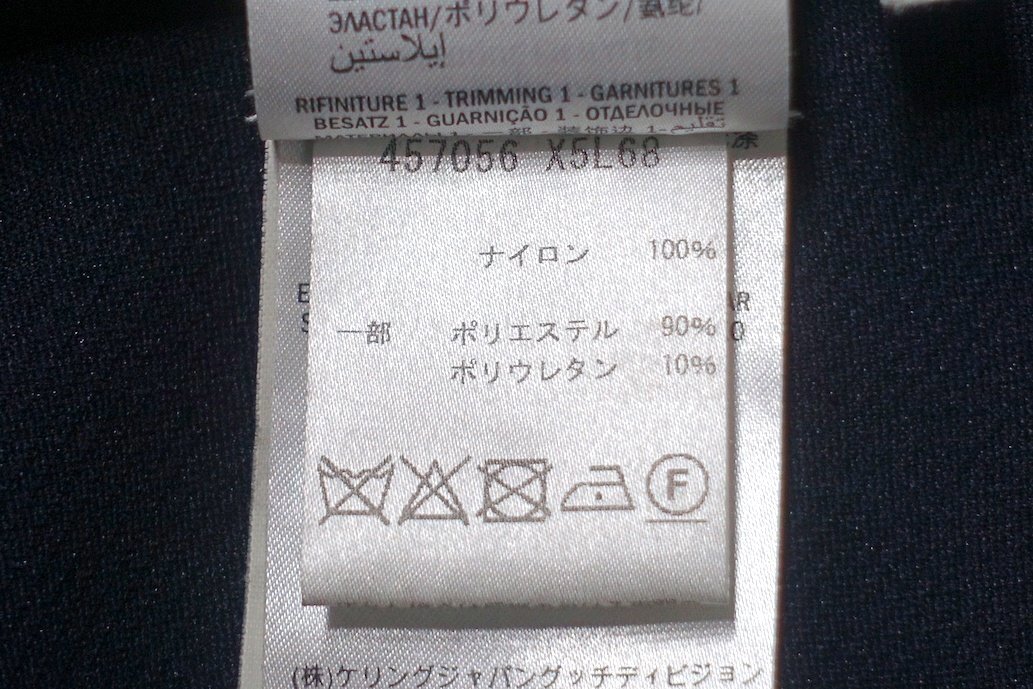 ЭЛАСТАН/ポリウレタン/氨纶/
إيلاستين
RIFINITURE 1 - TRIMMING 1 - GARNITURES 1
BESATZ 1 - GUARNIÇÃO 1 - ОТДЕЛОЧНЫЕ
457056 X5L68
涤
ナイロン 100%
一部 ポリエステル 90%
ポリウレタン 10%
F
(株)ケリングジャパングッチディビジョン